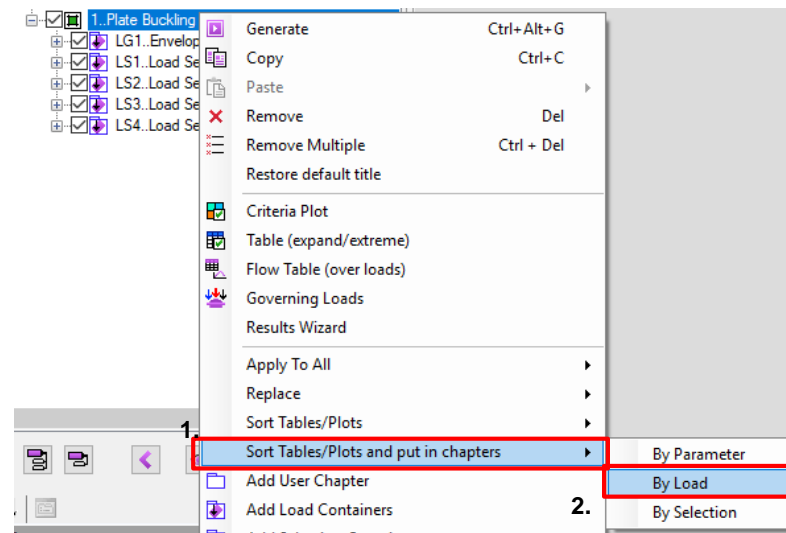 1..Plate Buckling
LG1..Envelop
LS1..Load Se
LS2..Load Se
LS3..Load Se
LS4..Load Se
Generate Ctrl+Alt+G
Copy Ctrl+C
Paste
Remove Del
Remove Multiple Ctrl + Del
Restore default title
Criteria Plot
Table (expand/extreme)
Flow Table (over loads)
Governing Loads
Results Wizard
Apply To All
Replace
Sort Tables/Plots
1.
Sort Tables/Plots and put in chapters
Add User Chapter
Add Load Containers
By Parameter
By Load
2.
By Selection